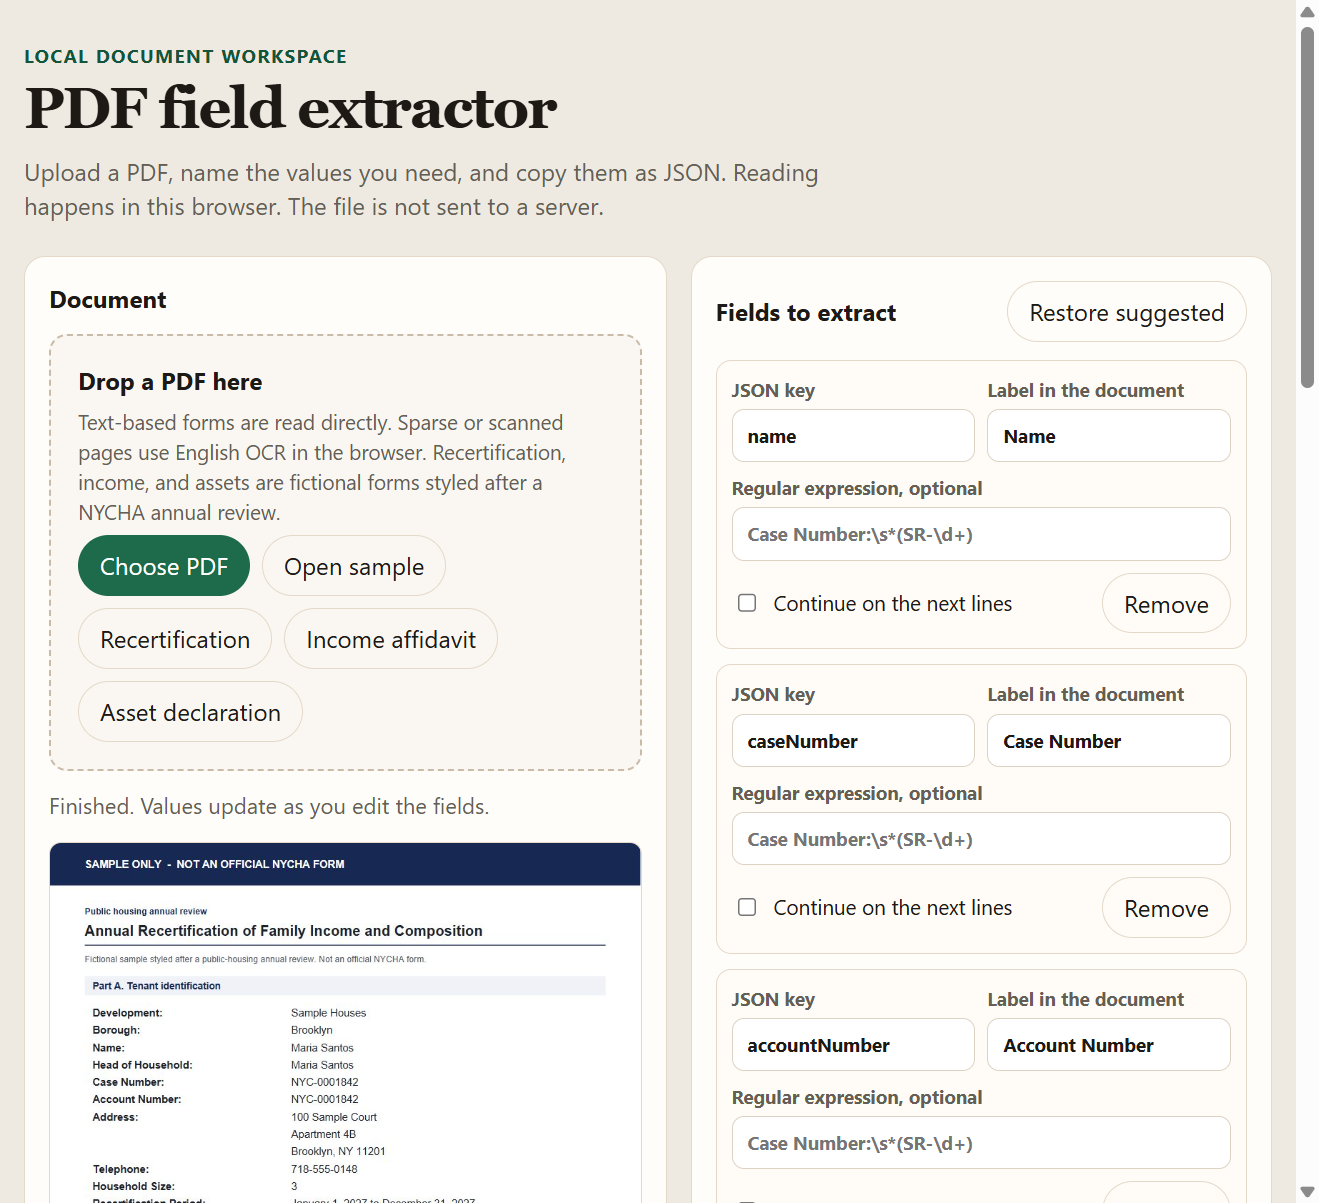 LOCAL DOCUMENT WORKSPACE
PDF field extractor
Upload a PDF, name the values you need, and copy them as JSON. Reading
happens in this browser. The file is not sent to a server.
Document
Drop a PDF here
Text-based forms are read directly. Sparse or scanned
pages use English OCR in the browser. Recertification,
income, and assets are fictional forms styled after a
NYCHA annual review.
Choose PDF
Open sample
Recertification
Income affidavit
Asset declaration
Finished. Values update as you edit the fields.
SAMPLE ONLY - NOT AN OFFICIAL NYCHA FORM
Public housing annual review
Annual Recertification of Family Income and Composition
Fictional sample styled after a public-housing annual review. Not an official NYCHA form.
Part A. Tenant identification
Development: Sample Houses
Borough: Brooklyn
Name: Maria Santos
Head of Household: Maria Santos
Case Number: NYC-0001842
Account Number: NYC-0001842
Address: 100 Sample Court
Apartment 4B
Brooklyn, NY 11201
Telephone: 718-555-0148
Household Size: 3
Recertification Period: January 1, 2027 to December 31, 2027
Fields to extract
Restore suggested
JSON key Label in the document
name Name
Regular expression, optional
Case Number:\s*(SR-\d+)
Continue on the next lines Remove
JSON key Label in the document
caseNumber Case Number
Regular expression, optional
Case Number:\s*(SR-\d+)
Continue on the next lines Remove
JSON key Label in the document
accountNumber Account Number
Regular expression, optional
Case Number:\s*(SR-\d+)